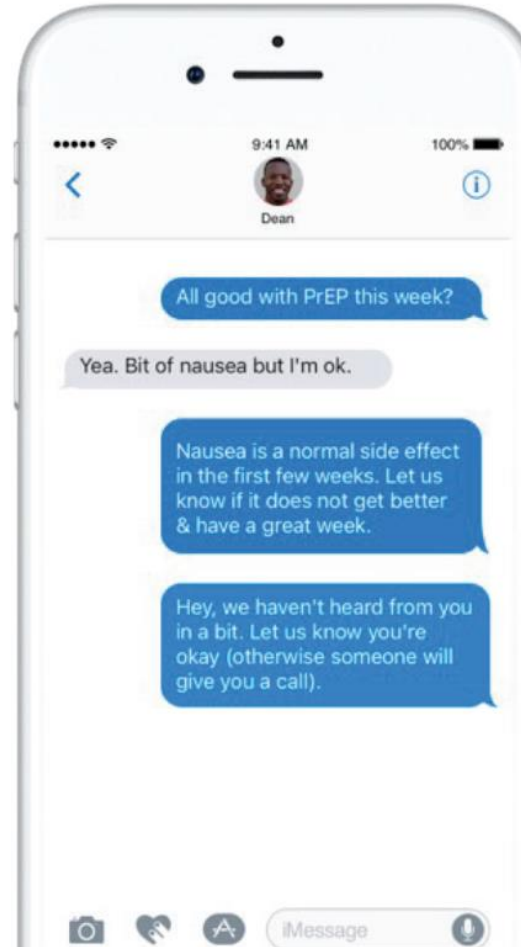 9:41 AM
100%
Dean
All good with PrEP this week?
Yea. Bit of nausea but I'm ok.
Nausea is a normal side effect
in the first few weeks. Let us
know if it does not get better
& have a great week.
Hey, we haven't heard from you
in a bit. Let us know you're
okay (otherwise someone will
give you a call).
iMessage